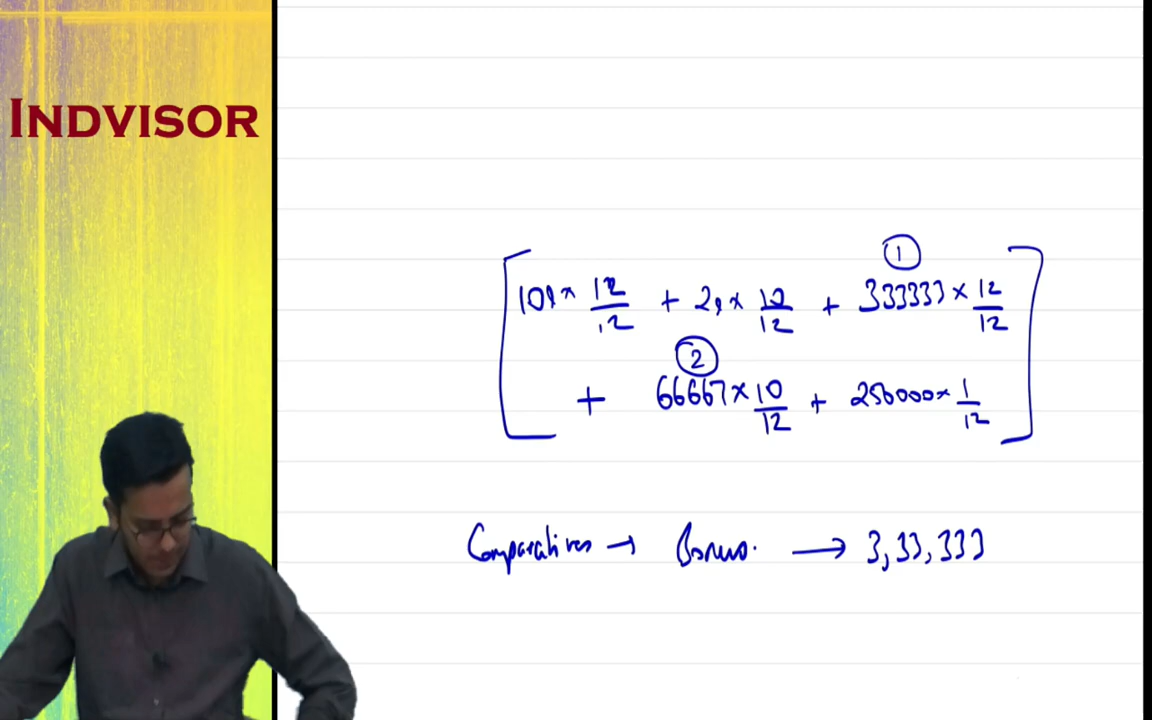 INDVISOR
①
[ 10l × 12/12 + 2l × 10/12 + 333333 × 12/12
②
+ 66667 × 10/12 + 250000 × 1/12 ]
Comparatives → Bonus. → 3,33,333